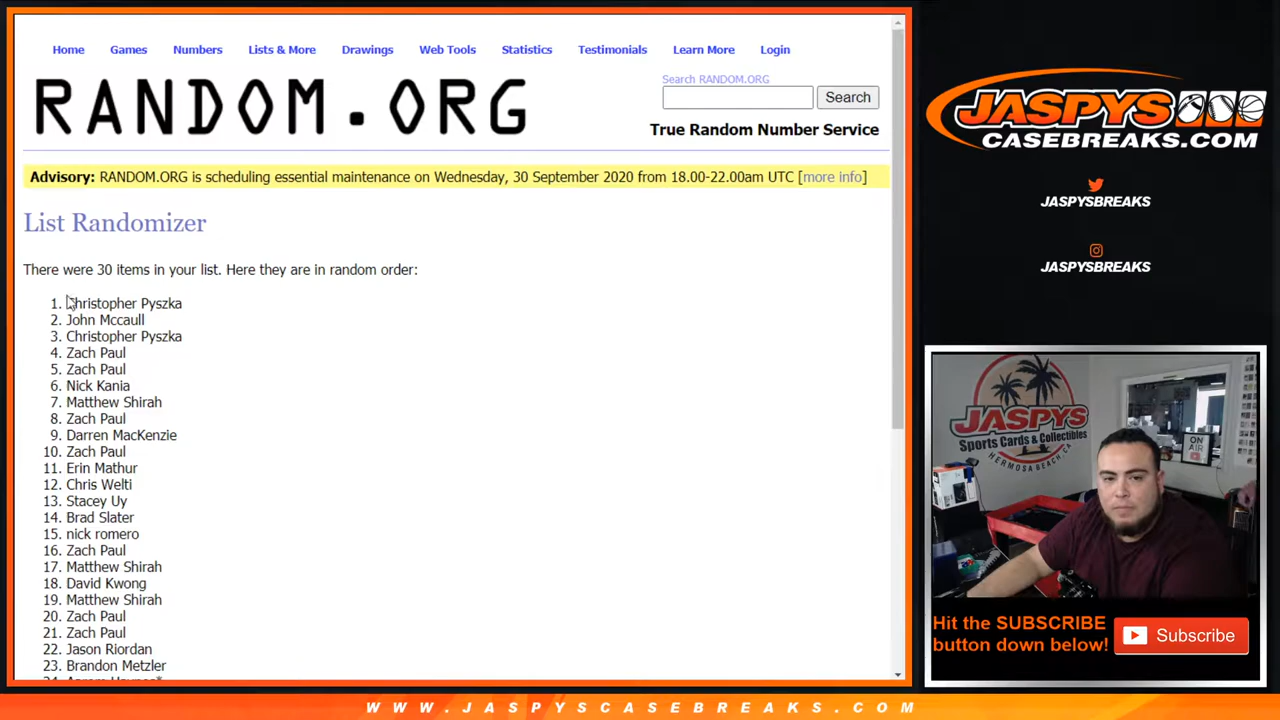 Home Games Numbers Lists & More Drawings Web Tools Statistics Testimonials Learn More Login
RANDOM.ORG
Search RANDOM.ORG
Search
True Random Number Service
Advisory: RANDOM.ORG is scheduling essential maintenance on Wednesday, 30 September 2020 from 18.00-22.00am UTC [more info]
List Randomizer
There were 30 items in your list. Here they are in random order:
1. Christopher Pyszka
2. John Mccaull
3. Christopher Pyszka
4. Zach Paul
5. Zach Paul
6. Nick Kania
7. Matthew Shirah
8. Zach Paul
9. Darren MacKenzie
10. Zach Paul
11. Erin Mathur
12. Chris Welti
13. Stacey Uy
14. Brad Slater
15. nick romero
16. Zach Paul
17. Matthew Shirah
18. David Kwong
19. Matthew Shirah
20. Zach Paul
21. Zach Paul
22. Jason Riordan
23. Brandon Metzler
JASPYS
CASEBREAKS.COM
JASPYSBREAKS
JASPYSBREAKS
JASPYS
Sports Cards & Collectibles
HERMOSA BEACH, CA
ON
AIR
Hit the SUBSCRIBE
button down below!
Subscribe
WWW.JASPYSCASEBREAKS.COM